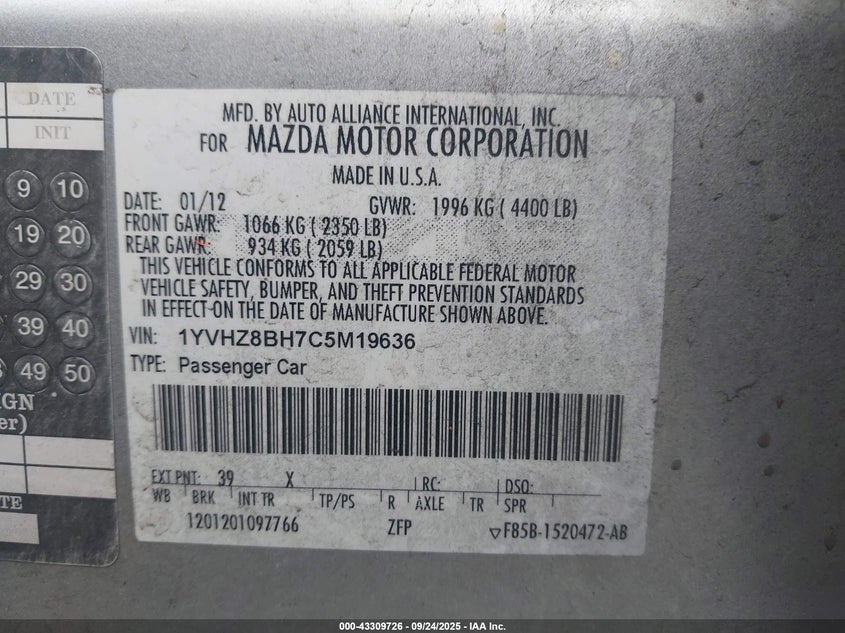 DATE
INIT
9 10
19 20
29 30
39 40
49 50
GN
er)
TE
MFD. BY AUTO ALLIANCE INTERNATIONAL, INC.
FOR MAZDA MOTOR CORPORATION
MADE IN U.S.A.
DATE: 01/12 GVWR: 1996 KG ( 4400 LB)
FRONT GAWR: 1066 KG ( 2350 LB)
REAR GAWR: 934 KG ( 2059 LB)
THIS VEHICLE CONFORMS TO ALL APPLICABLE FEDERAL MOTOR
VEHICLE SAFETY, BUMPER, AND THEFT PREVENTION STANDARDS
IN EFFECT ON THE DATE OF MANUFACTURE SHOWN ABOVE.
VIN: 1YVHZ8BH7C5M19636
TYPE: Passenger Car
EXT PNT: 39 X RC: DSO:
WB BRK INT TR TP/PS R AXLE TR SPR
1201201097766 ZFP ▽F85B-1520472-AB
000-43309726 - 09/24/2025 - IAA Inc.